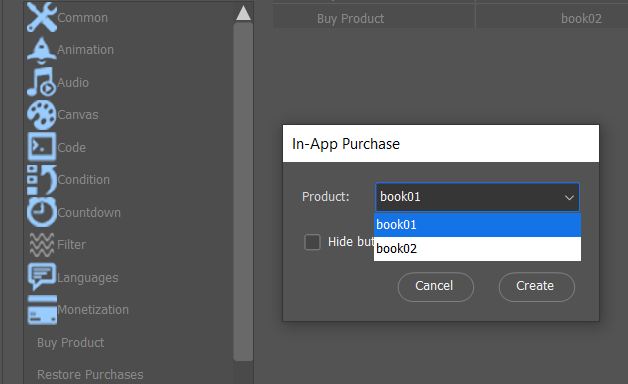 Common
Animation
Audio
Canvas
Code
Condition
Countdown
Filter
Languages
Monetization
Buy Product
Restore Purchases
Buy Product book02
In-App Purchase
Product: book01
book01
Hide but
book02
Cancel Create